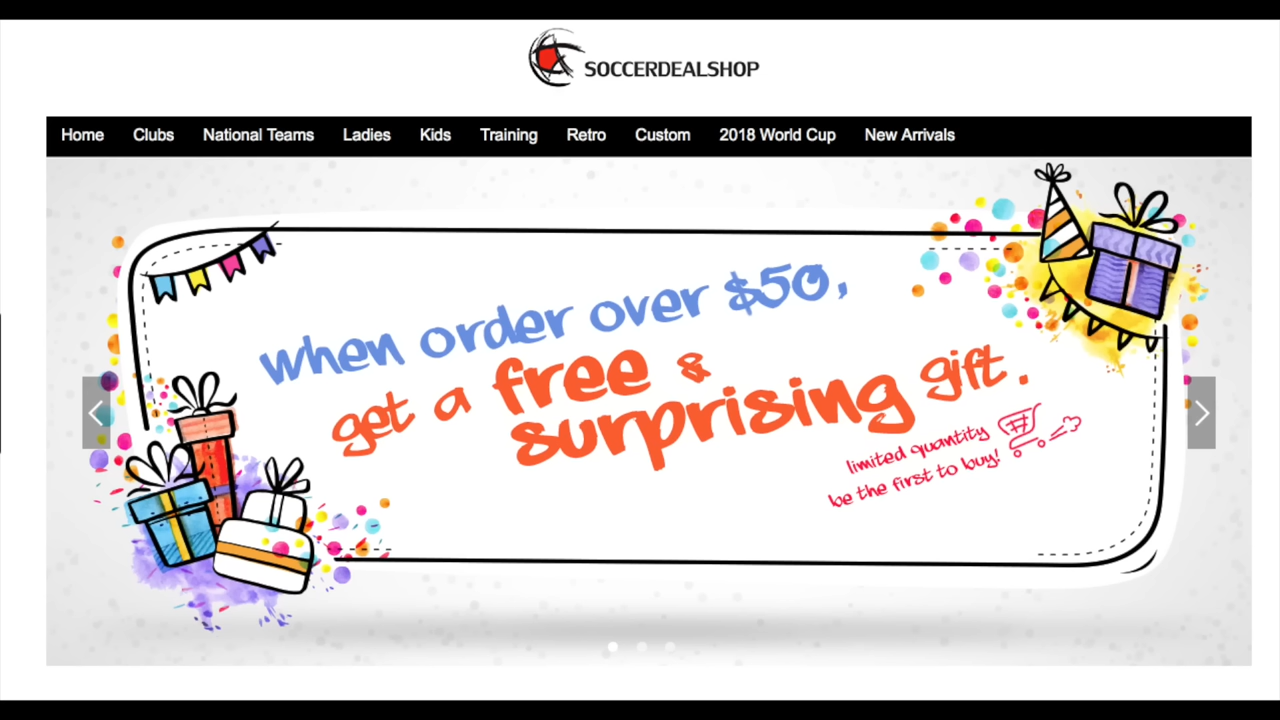 SOCCERDEALSHOP
Home Clubs National Teams Ladies Kids Training Retro Custom 2018 World Cup New Arrivals
when order over $50,
get a free &
surprising gift.
limited quantity
be the first to buy!